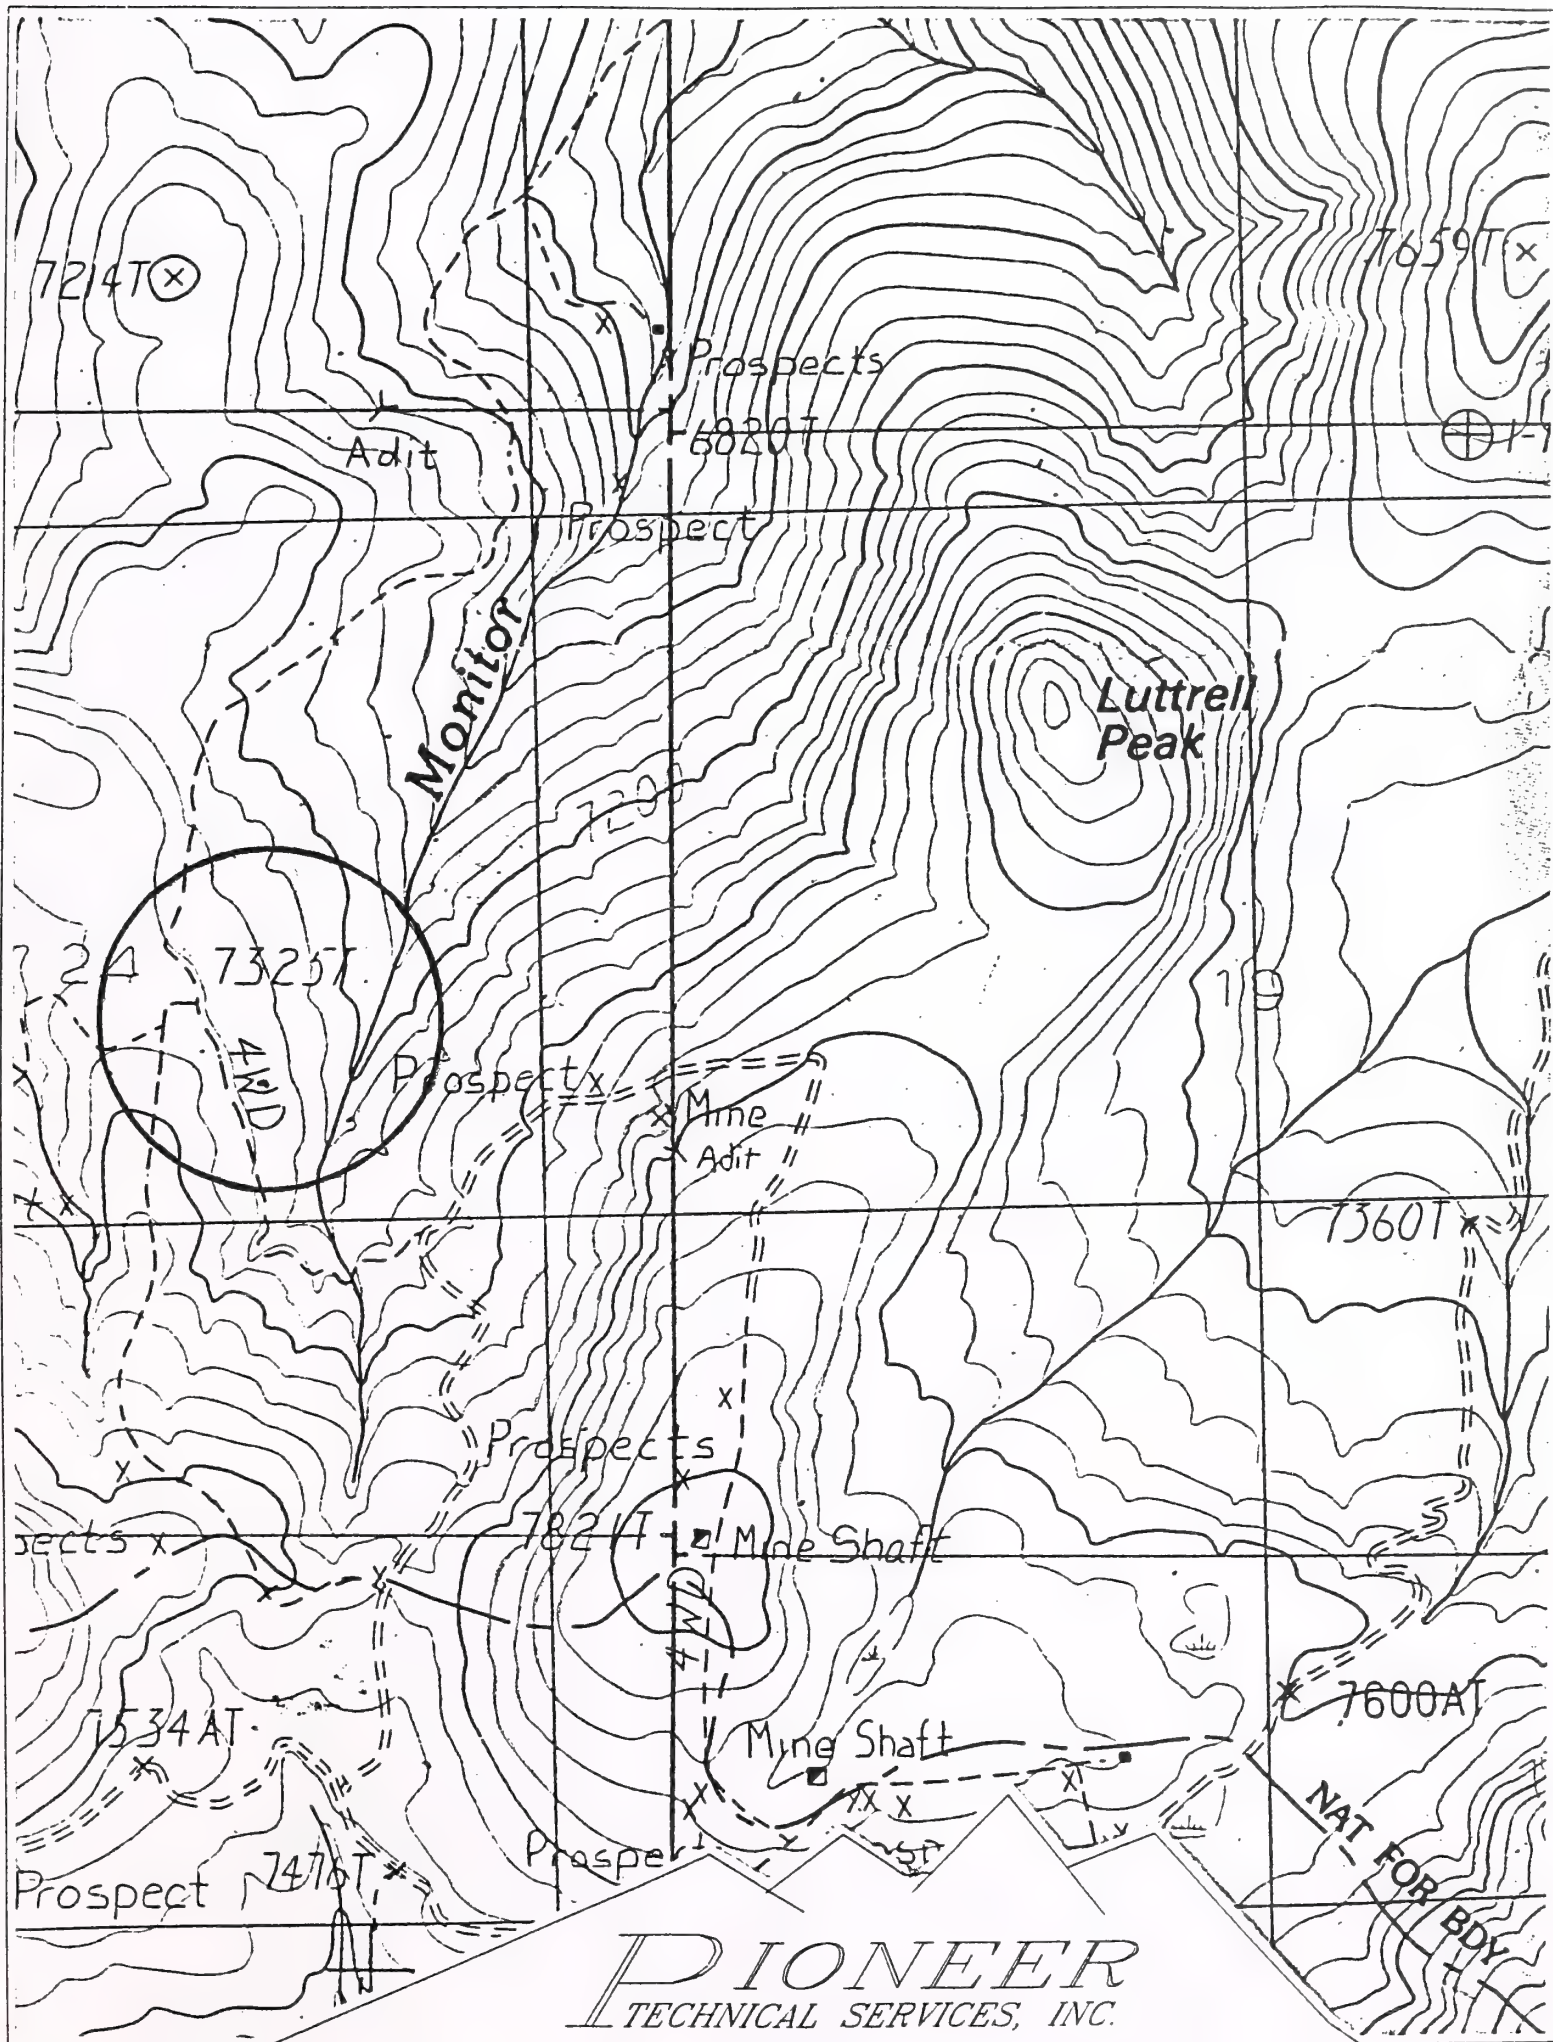 7214T
7659T
Prospects
6820T
Adit
Prospect
Monitor
Luttrell
Peak
7200
24
7325T
4WD
Prospect
Mine
Adit
7360T
Prospects
7821T
Mine Shaft
4WD
7600AT
7534AT
Mine Shaft
NAT FOR BDY
Prospect
7476T
N
PIONEER
TECHNICAL SERVICES, INC.